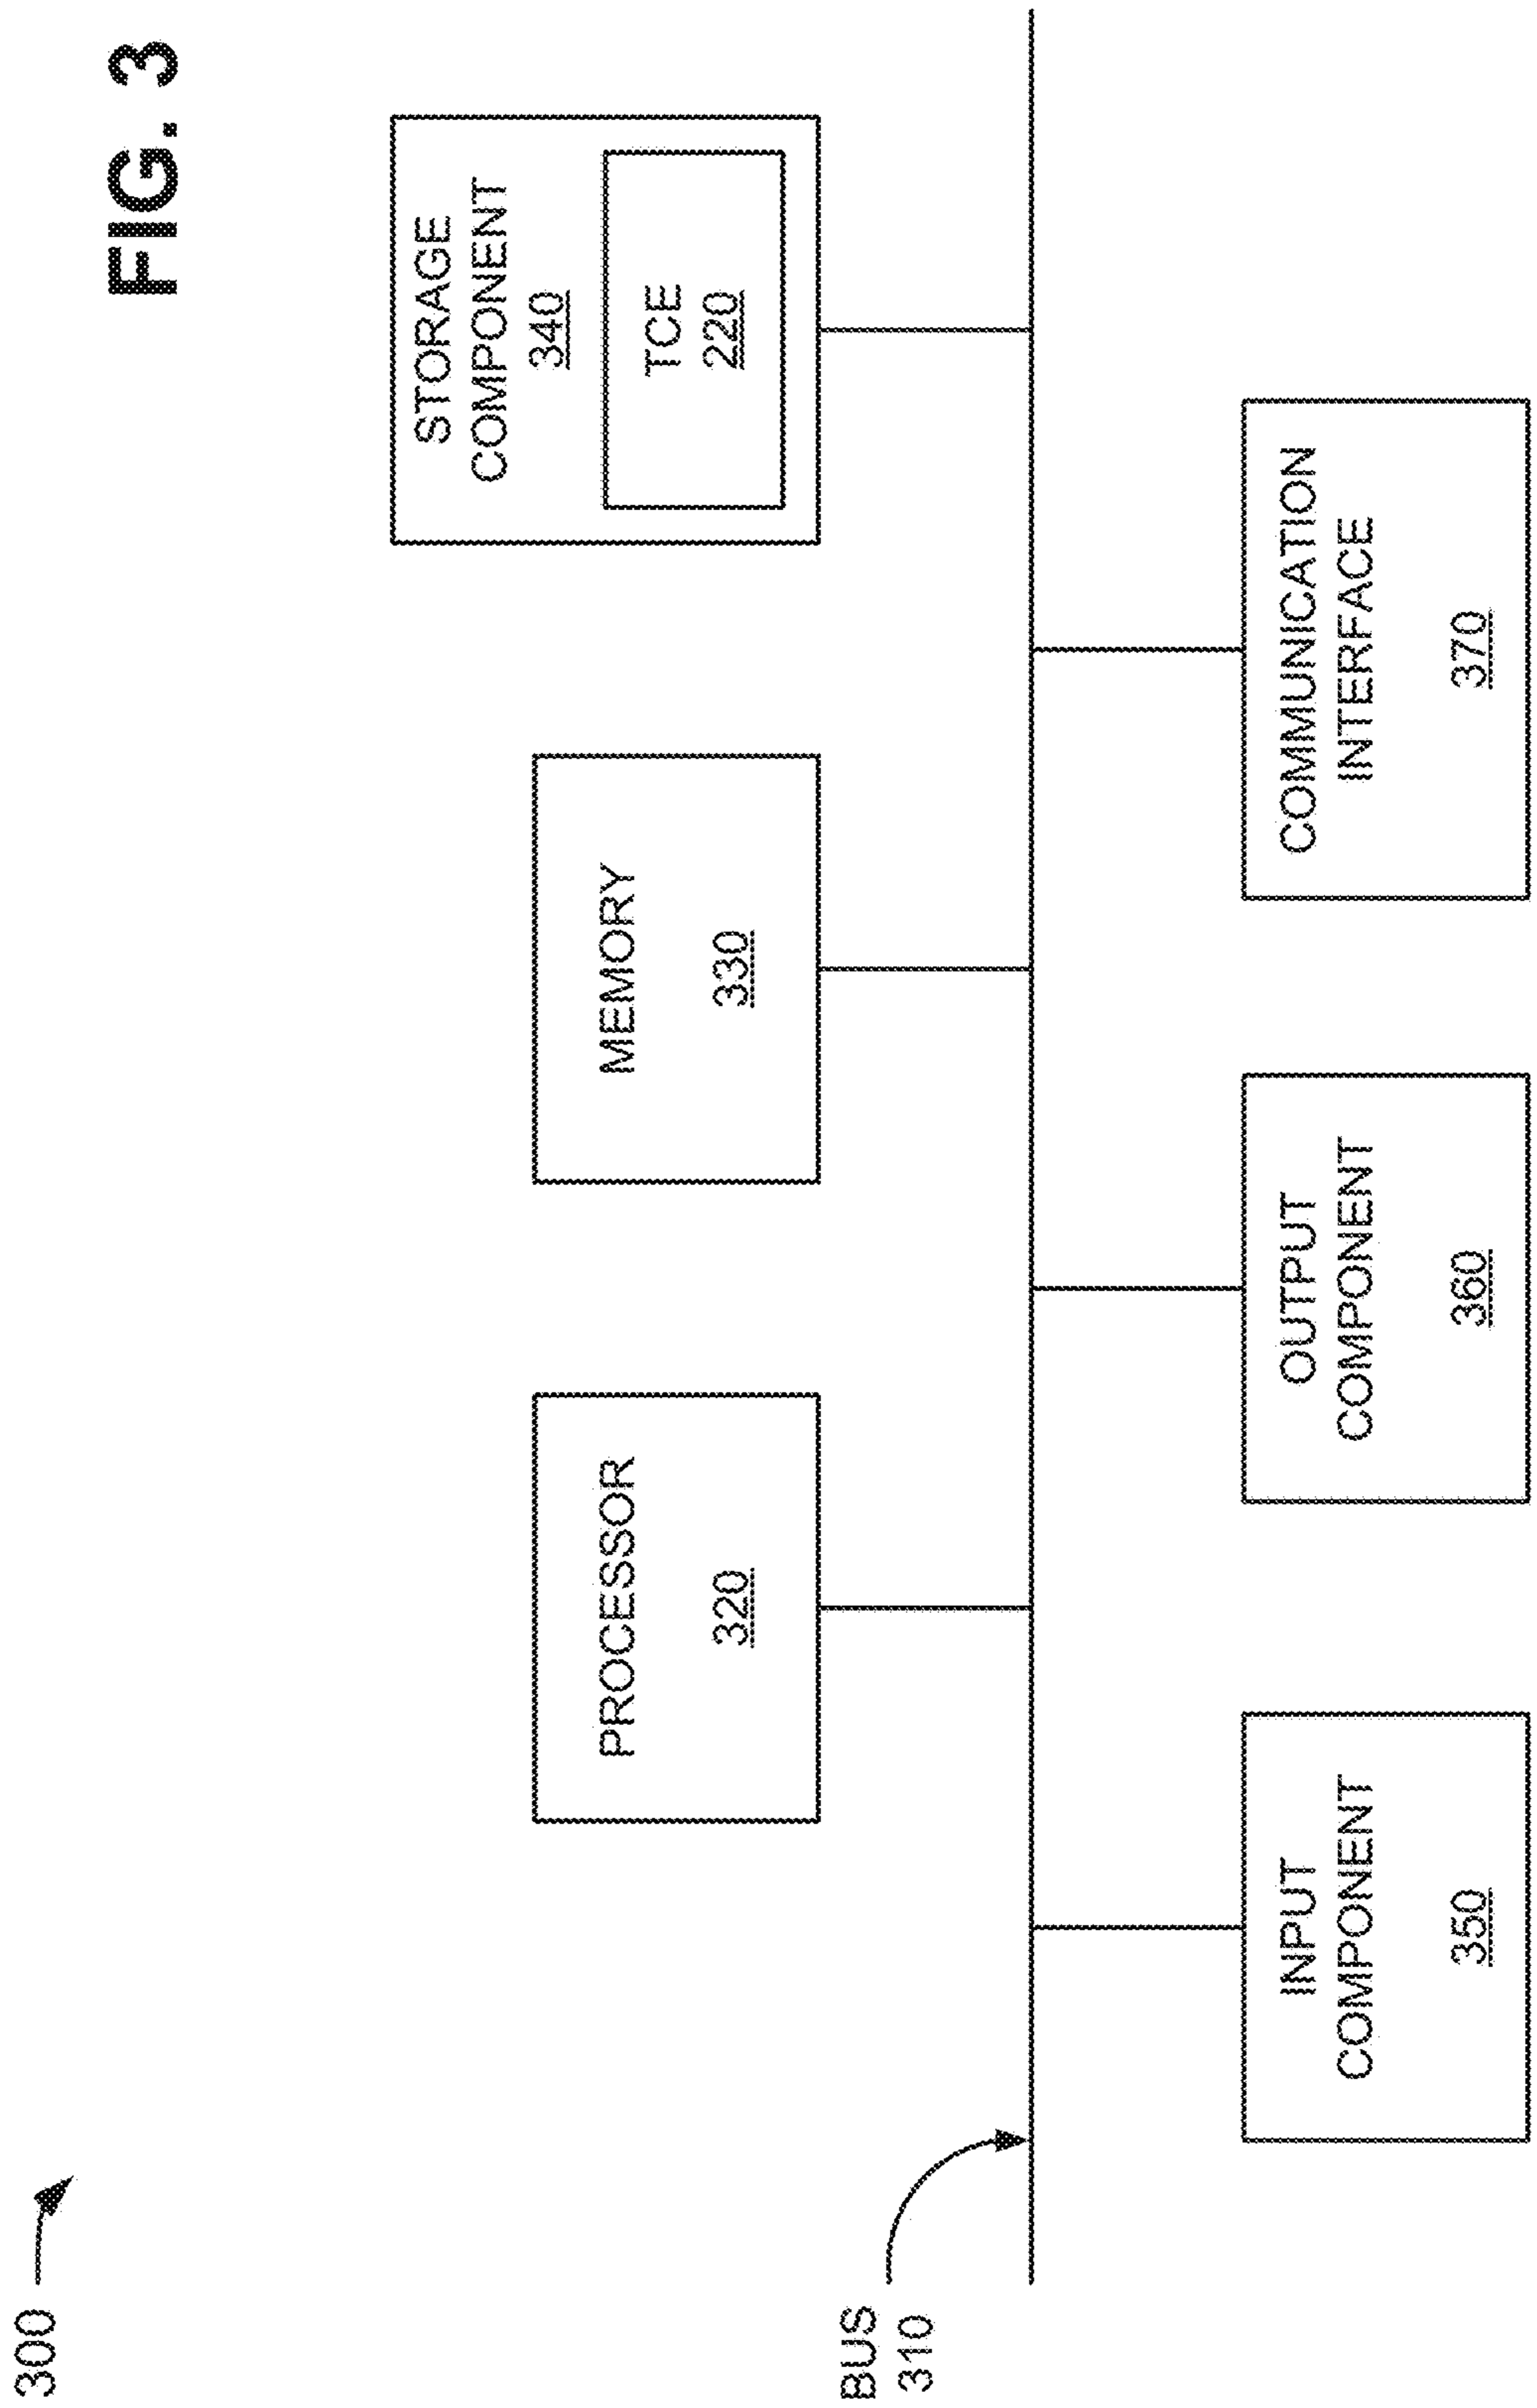 FIG. 3
300
PROCESSOR
320
MEMORY
330
STORAGE
COMPONENT
340
TCE
220
BUS
310
INPUT
COMPONENT
350
OUTPUT
COMPONENT
360
COMMUNICATION
INTERFACE
370